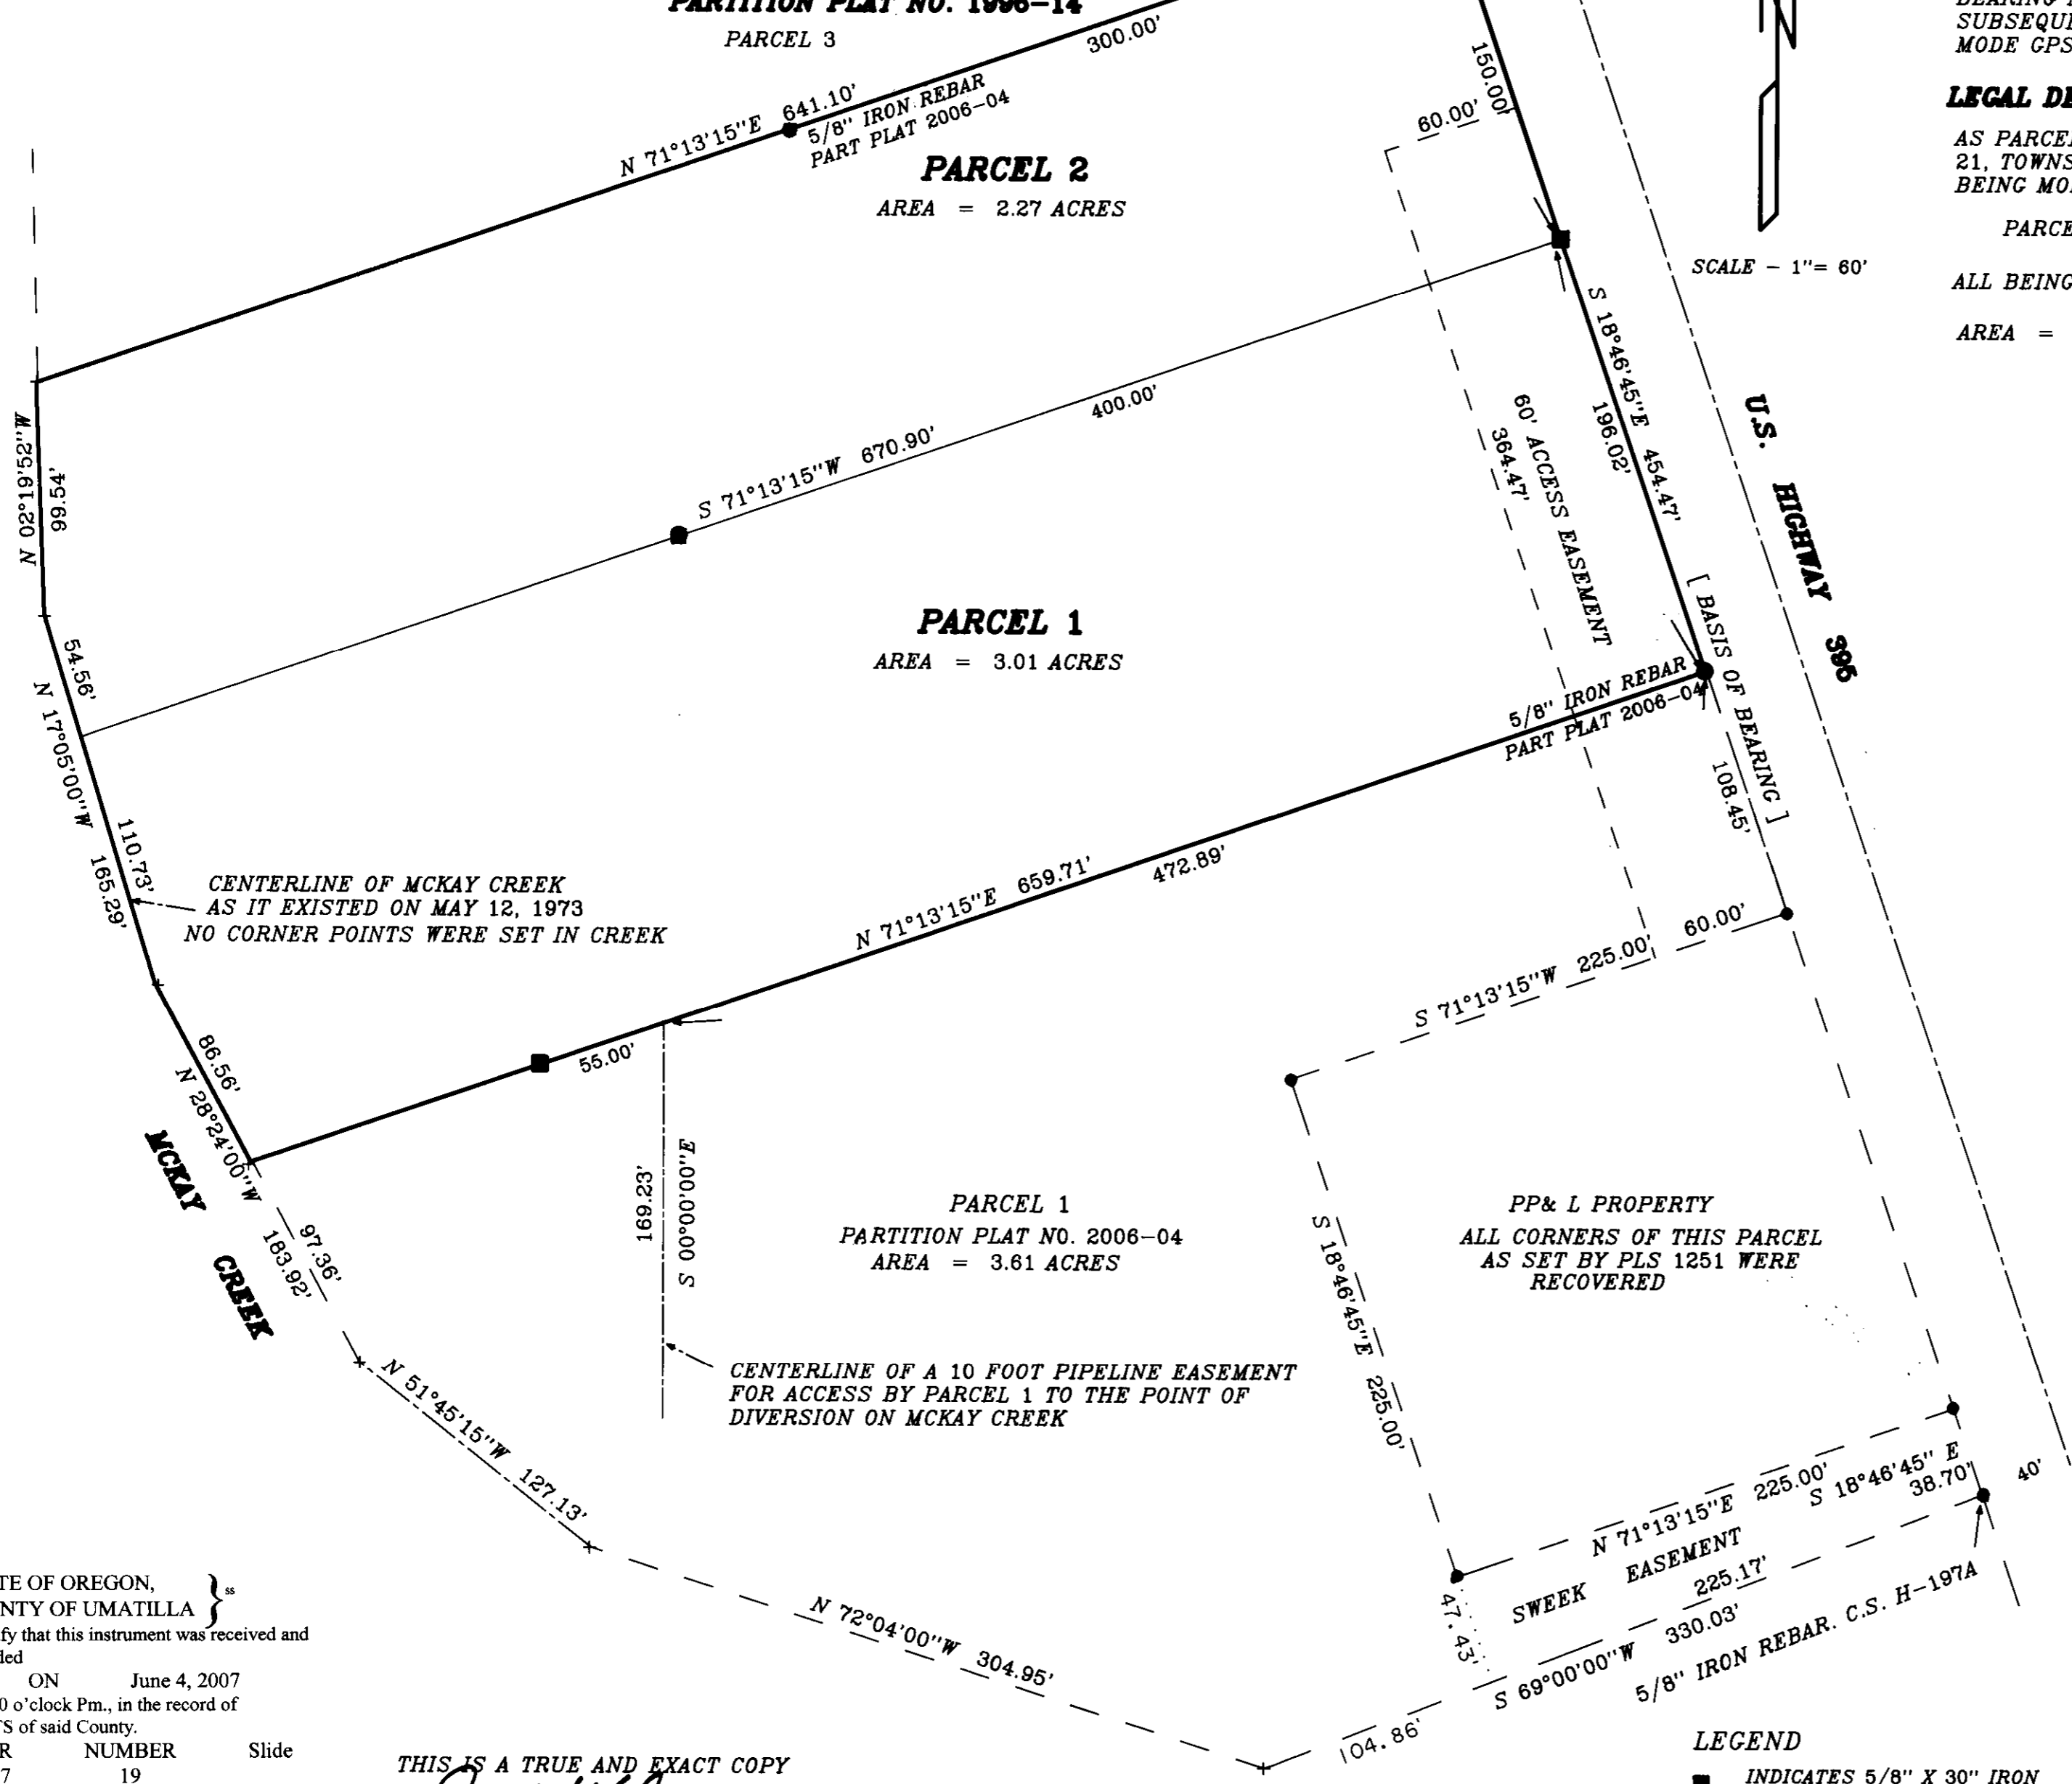 PARTITION PLAT NO. 1996-14
PARCEL 3
300.00'
N 71°13'15"E 641.10'
5/8" IRON REBAR
PART PLAT 2006-04
PARCEL 2
AREA = 2.27 ACRES
150.00'
60.00'
SUBSEQU
MODE GPS
LEGAL DE
AS PARCE
21, TOWNS
BEING MO
PARCE
ALL BEING
AREA =
SCALE - 1"= 60'
S 18°46'45"E 454.47'
196.02'
60' ACCESS EASEMENT
364.47'
U.S. HIGHWAY 395
[ BASIS OF BEARING ]
108.45'
N 02°19'52"W
99.54'
S 71°13'15"W 670.90'
400.00'
54.56'
N 17°05'00"W 165.29'
110.73'
PARCEL 1
AREA = 3.01 ACRES
5/8" IRON REBAR
PART PLAT 2006-04
CENTERLINE OF MCKAY CREEK
AS IT EXISTED ON MAY 12, 1973
NO CORNER POINTS WERE SET IN CREEK
N 71°13'15"E 659.71'
472.89'
55.00'
S 71°13'15"W 225.00'
60.00'
86.56'
N 28°24'00"W 183.92'
97.36'
MCKAY CREEK
169.23'
S 00°00'00"E
PARCEL 1
PARTITION PLAT NO. 2006-04
AREA = 3.61 ACRES
PP& L PROPERTY
ALL CORNERS OF THIS PARCEL
AS SET BY PLS 1251 WERE
RECOVERED
S 18°46'45"E 225.00'
CENTERLINE OF A 10 FOOT PIPELINE EASEMENT
FOR ACCESS BY PARCEL 1 TO THE POINT OF
DIVERSION ON MCKAY CREEK
N 51°45'15"W 127.13'
N 72°04'00"W 304.95'
N 71°13'15"E 225.00'
S 18°46'45" E
38.70'
40'
SWEEK EASEMENT
225.17'
47.43'
S 69°00'00"W 330.03'
104.86'
5/8" IRON REBAR. C.S. H-197A
TE OF OREGON,
NTY OF UMATILLA } ss
fy that this instrument was received and
ded
ON June 4, 2007
0 o'clock Pm., in the record of
TS of said County.
R NUMBER Slide
7 19
THIS IS A TRUE AND EXACT COPY
LEGEND
INDICATES 5/8" X 30" IRON